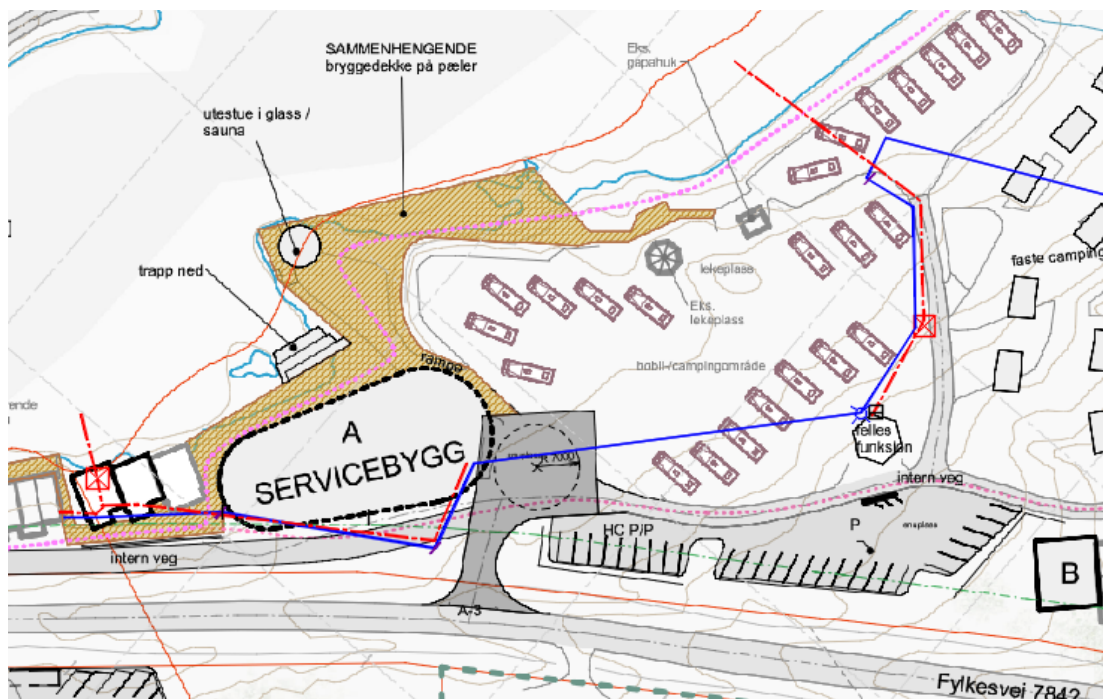 SAMMENHENGENDE
bryggedekke på pæler
Eks.
gapahuk
utestue i glass /
sauna
trapp ned
lekeplass
Eks.
lekeplass
faste camping
rampe
bobil-/campingområde
ende
A
SERVICEBYGG
felles
funksjon
intern veg
HC P/P
P
intern veg
B
A-3
Fylkesvei 7842